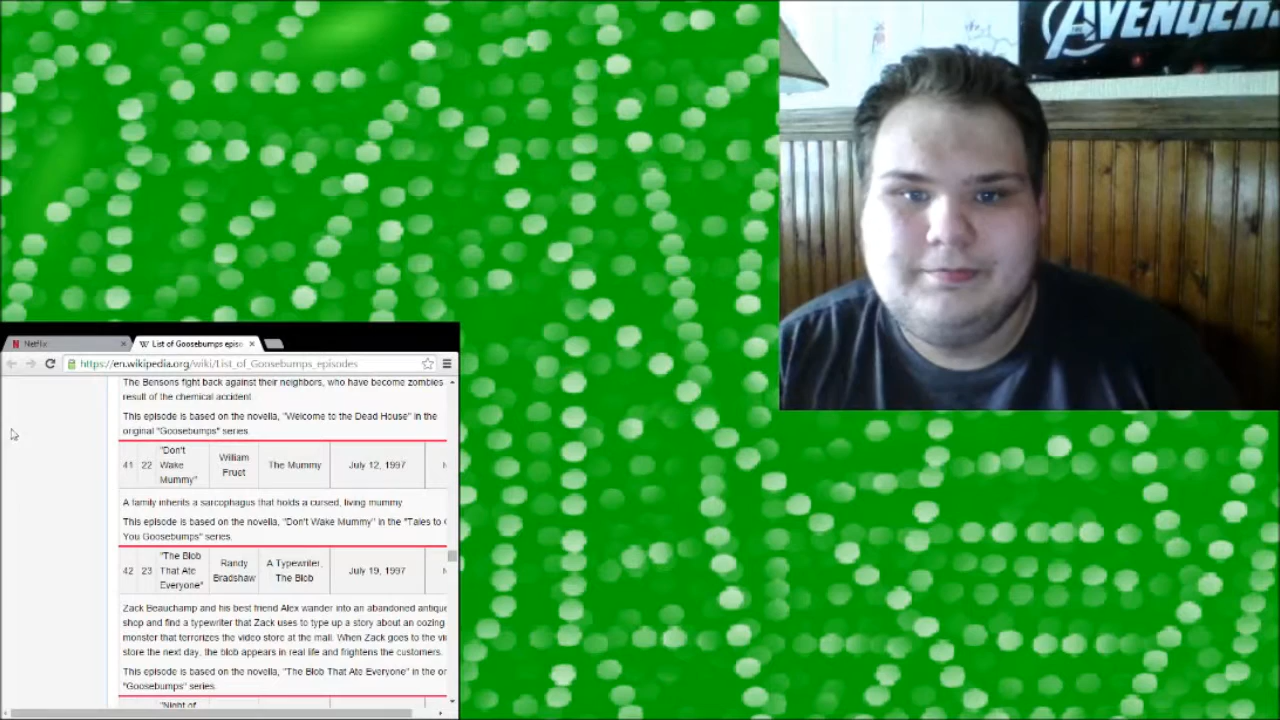 THE AVENGER
Netflix
W List of Goosebumps episo
https://en.wikipedia.org/wiki/List_of_Goosebumps_episodes
The Bensons fight back against their neighbors, who have become zombies
result of the chemical accident.
This episode is based on the novella, "Welcome to the Dead House" in the
original "Goosebumps" series.
41 22 "Don't Wake Mummy" William Fruet The Mummy July 12, 1997
A family inherits a sarcophagus that holds a cursed, living mummy
This episode is based on the novella, "Don't Wake Mummy" in the "Tales to
You Goosebumps" series.
42 23 "The Blob That Ate Everyone" Randy Bradshaw A Typewriter, The Blob July 19, 1997
Zack Beauchamp and his best friend Alex wander into an abandoned antique
shop and find a typewriter that Zack uses to type up a story about an oozing
monster that terrorizes the video store at the mall. When Zack goes to the vi
store the next day, the blob appears in real life and frightens the customers.
This episode is based on the novella, "The Blob That Ate Everyone" in the o
"Goosebumps" series.
"Night of